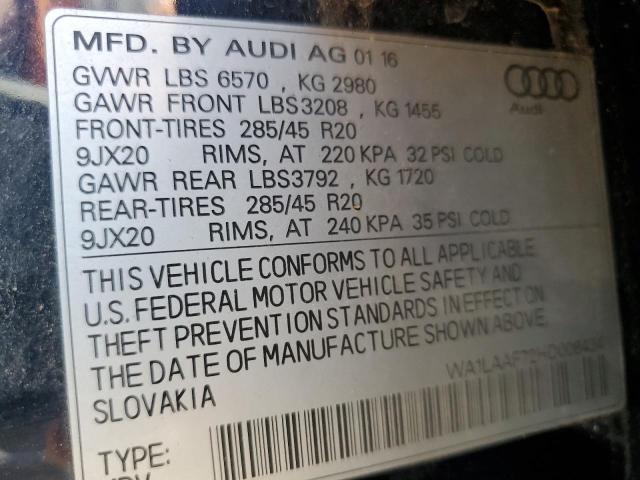 MFD. BY AUDI AG 01 16
GVWR LBS 6570 , KG 2980
GAWR FRONT LBS3208 , KG 1455
FRONT-TIRES 285/45 R20
9JX20 RIMS, AT 220 KPA 32 PSI COLD
GAWR REAR LBS3792 , KG 1720
REAR-TIRES 285/45 R20
9JX20 RIMS, AT 240 KPA 35 PSI COLD
Audi
THIS VEHICLE CONFORMS TO ALL APPLICABLE
U.S. FEDERAL MOTOR VEHICLE SAFETY AND
THEFT PREVENTION STANDARDS IN EFFECT ON
THE DATE OF MANUFACTURE SHOWN ABOVE.
SLOVAKIA
TYPE: